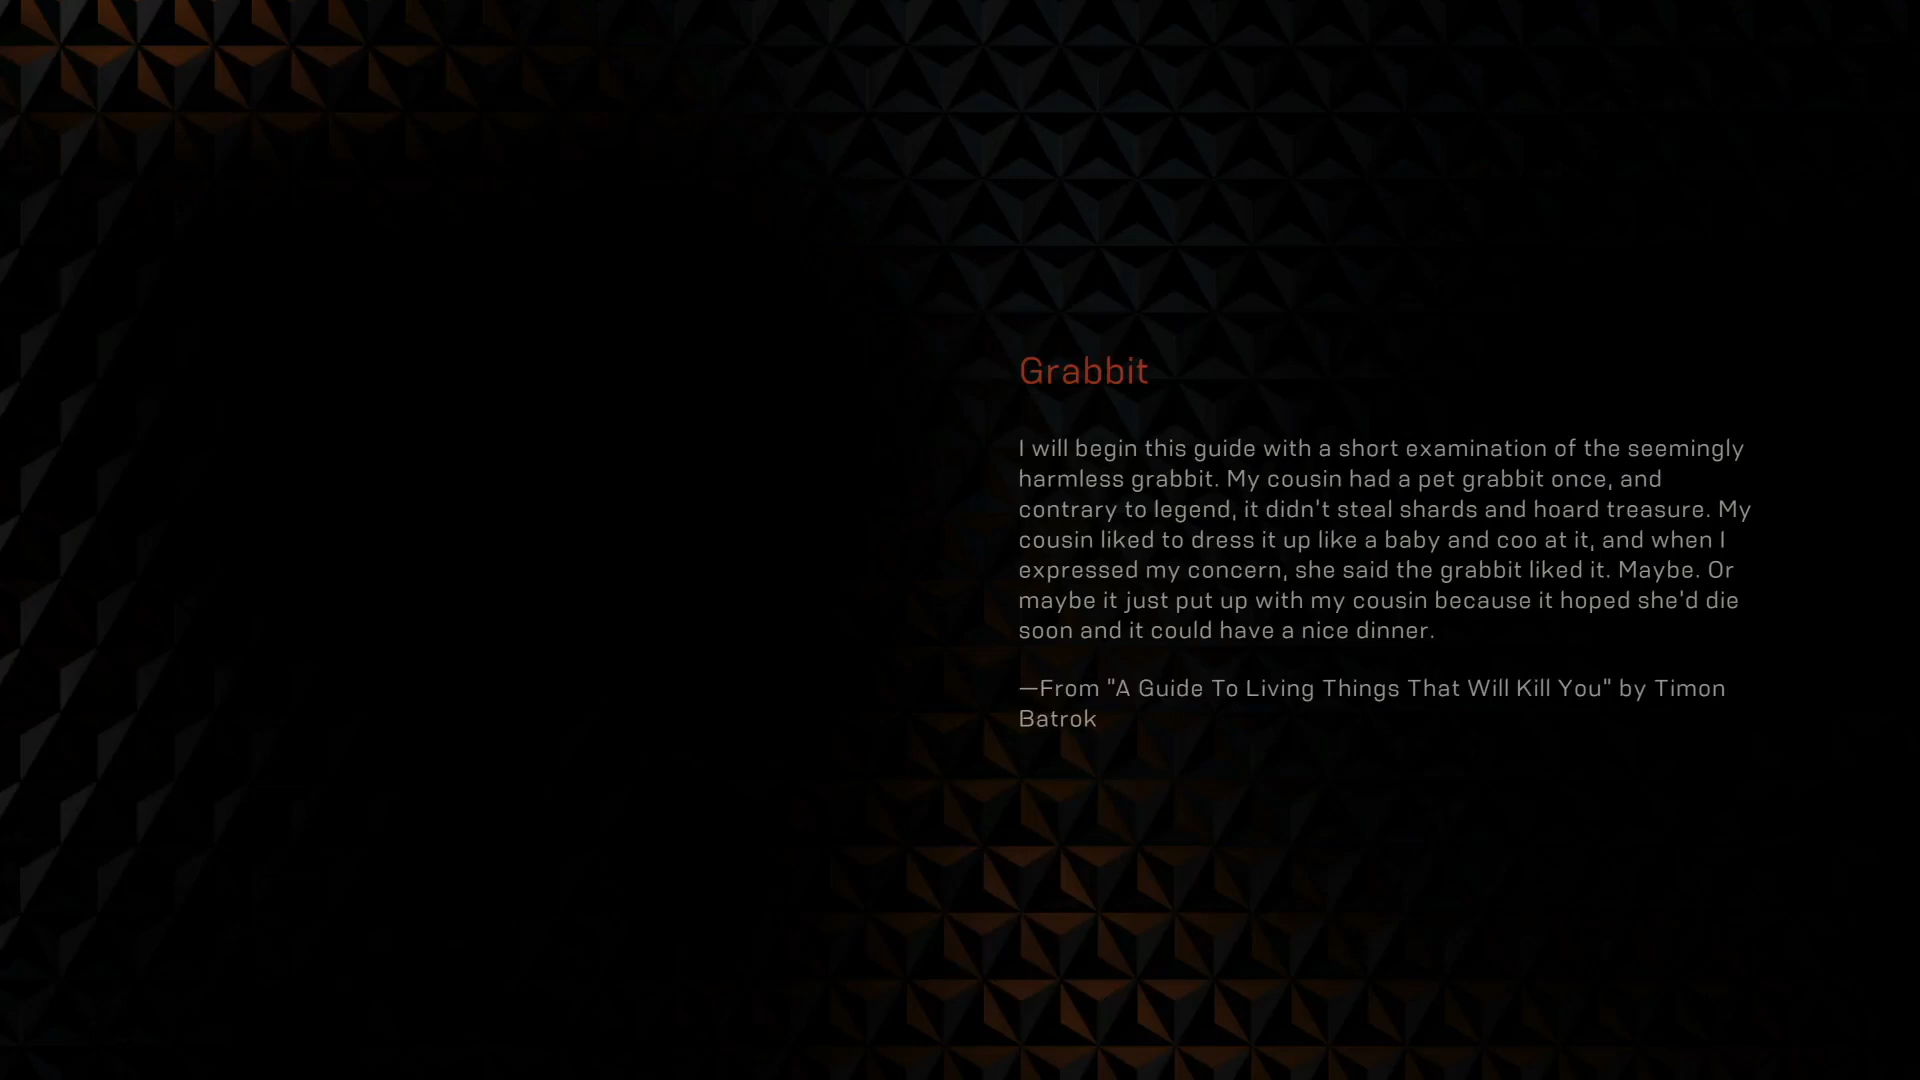 Grabbit
I will begin this guide with a short examination of the seemingly
harmless grabbit. My cousin had a pet grabbit once, and
contrary to legend, it didn't steal shards and hoard treasure. My
cousin liked to dress it up like a baby and coo at it, and when I
expressed my concern, she said the grabbit liked it. Maybe. Or
maybe it just put up with my cousin because it hoped she'd die
soon and it could have a nice dinner.
—From "A Guide To Living Things That Will Kill You" by Timon
Batrok